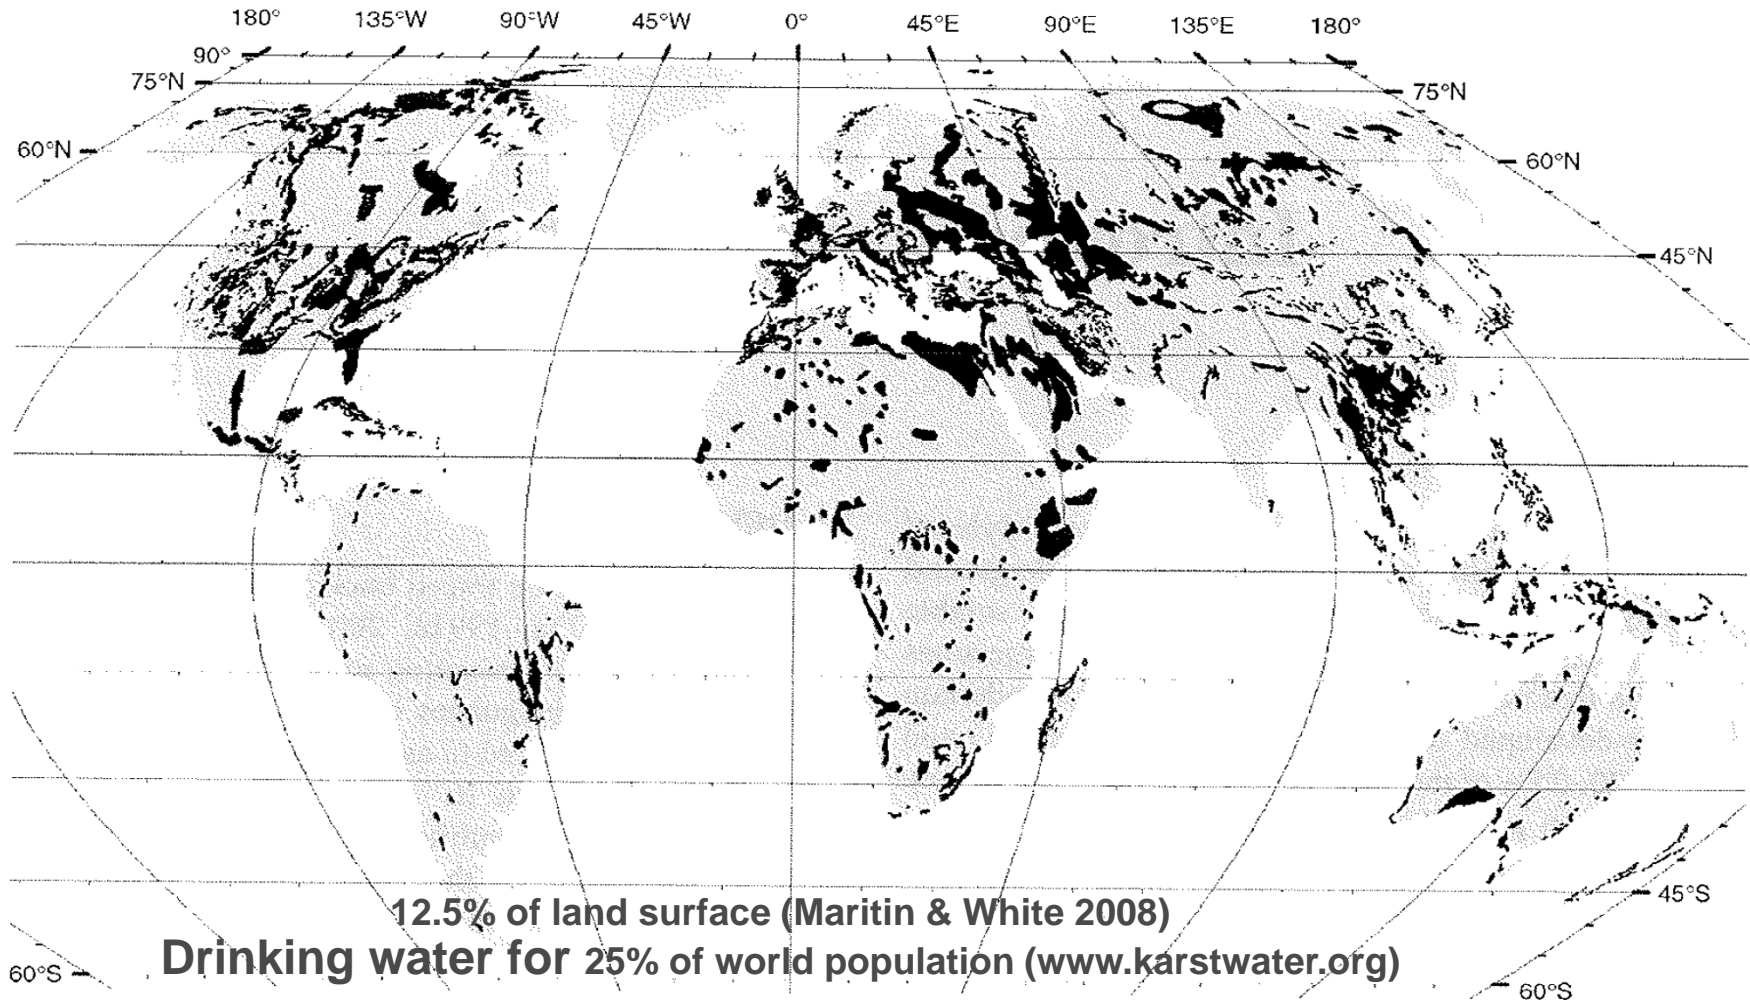 180° 135°W 90°W 45°W 0° 45°E 90°E 135°E 180°
90°
75°N 75°N
60°N 60°N
45°N
45°S
12.5% of land surface (Maritin & White 2008)
Drinking water for 25% of world population (www.karstwater.org)
60°S 60°S